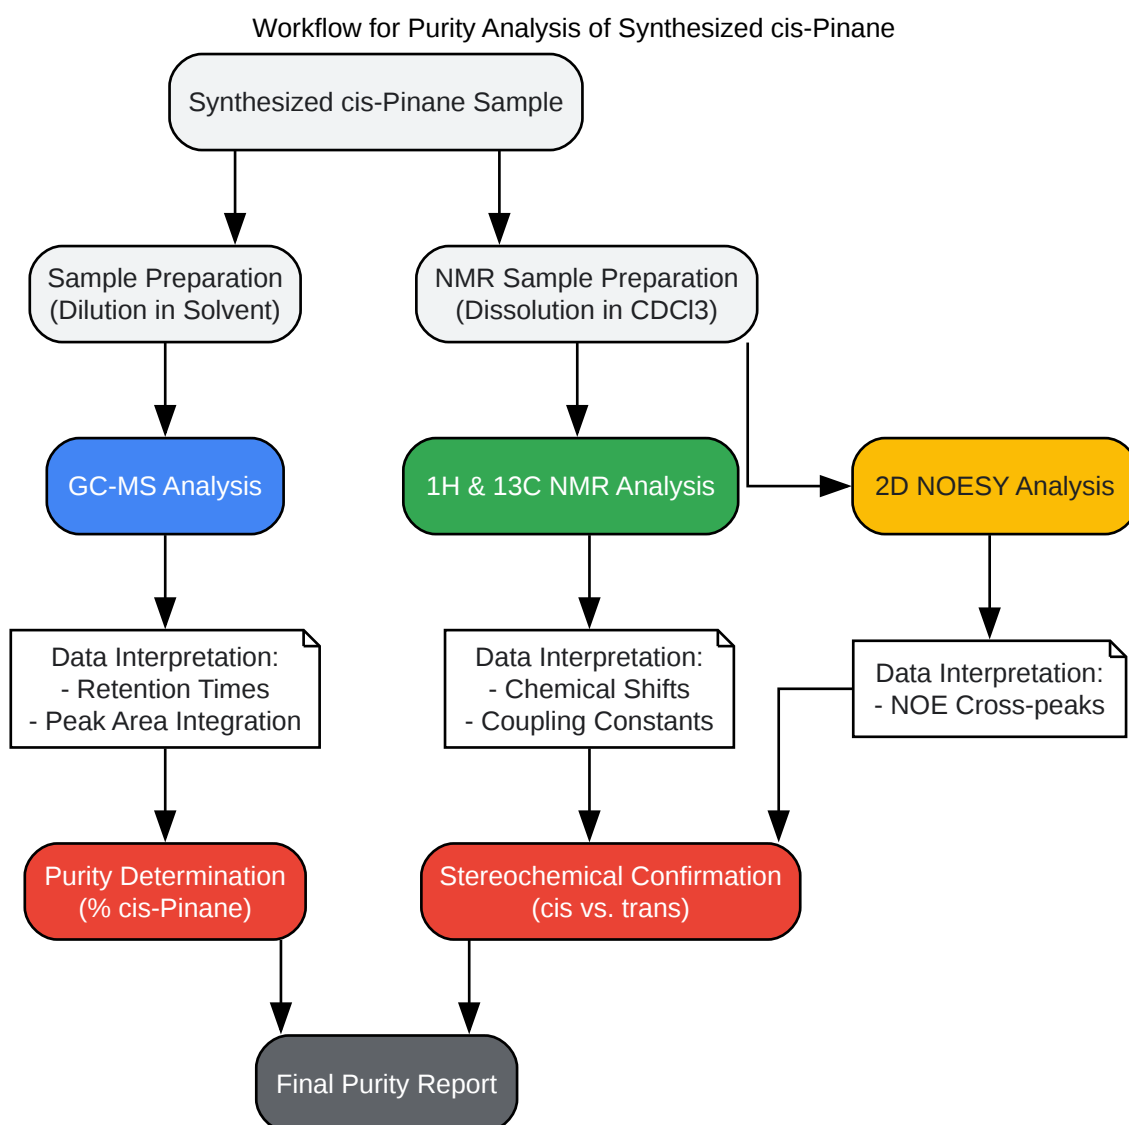 Workflow for Purity Analysis of Synthesized cis-Pinane
Synthesized cis-Pinane Sample
Sample Preparation
(Dilution in Solvent)
NMR Sample Preparation
(Dissolution in CDCl3)
GC-MS Analysis
1H & 13C NMR Analysis
2D NOESY Analysis
Data Interpretation:
- Retention Times
- Peak Area Integration
Data Interpretation:
- Chemical Shifts
- Coupling Constants
Data Interpretation:
- NOE Cross-peaks
Purity Determination
(% cis-Pinane)
Stereochemical Confirmation
(cis vs. trans)
Final Purity Report